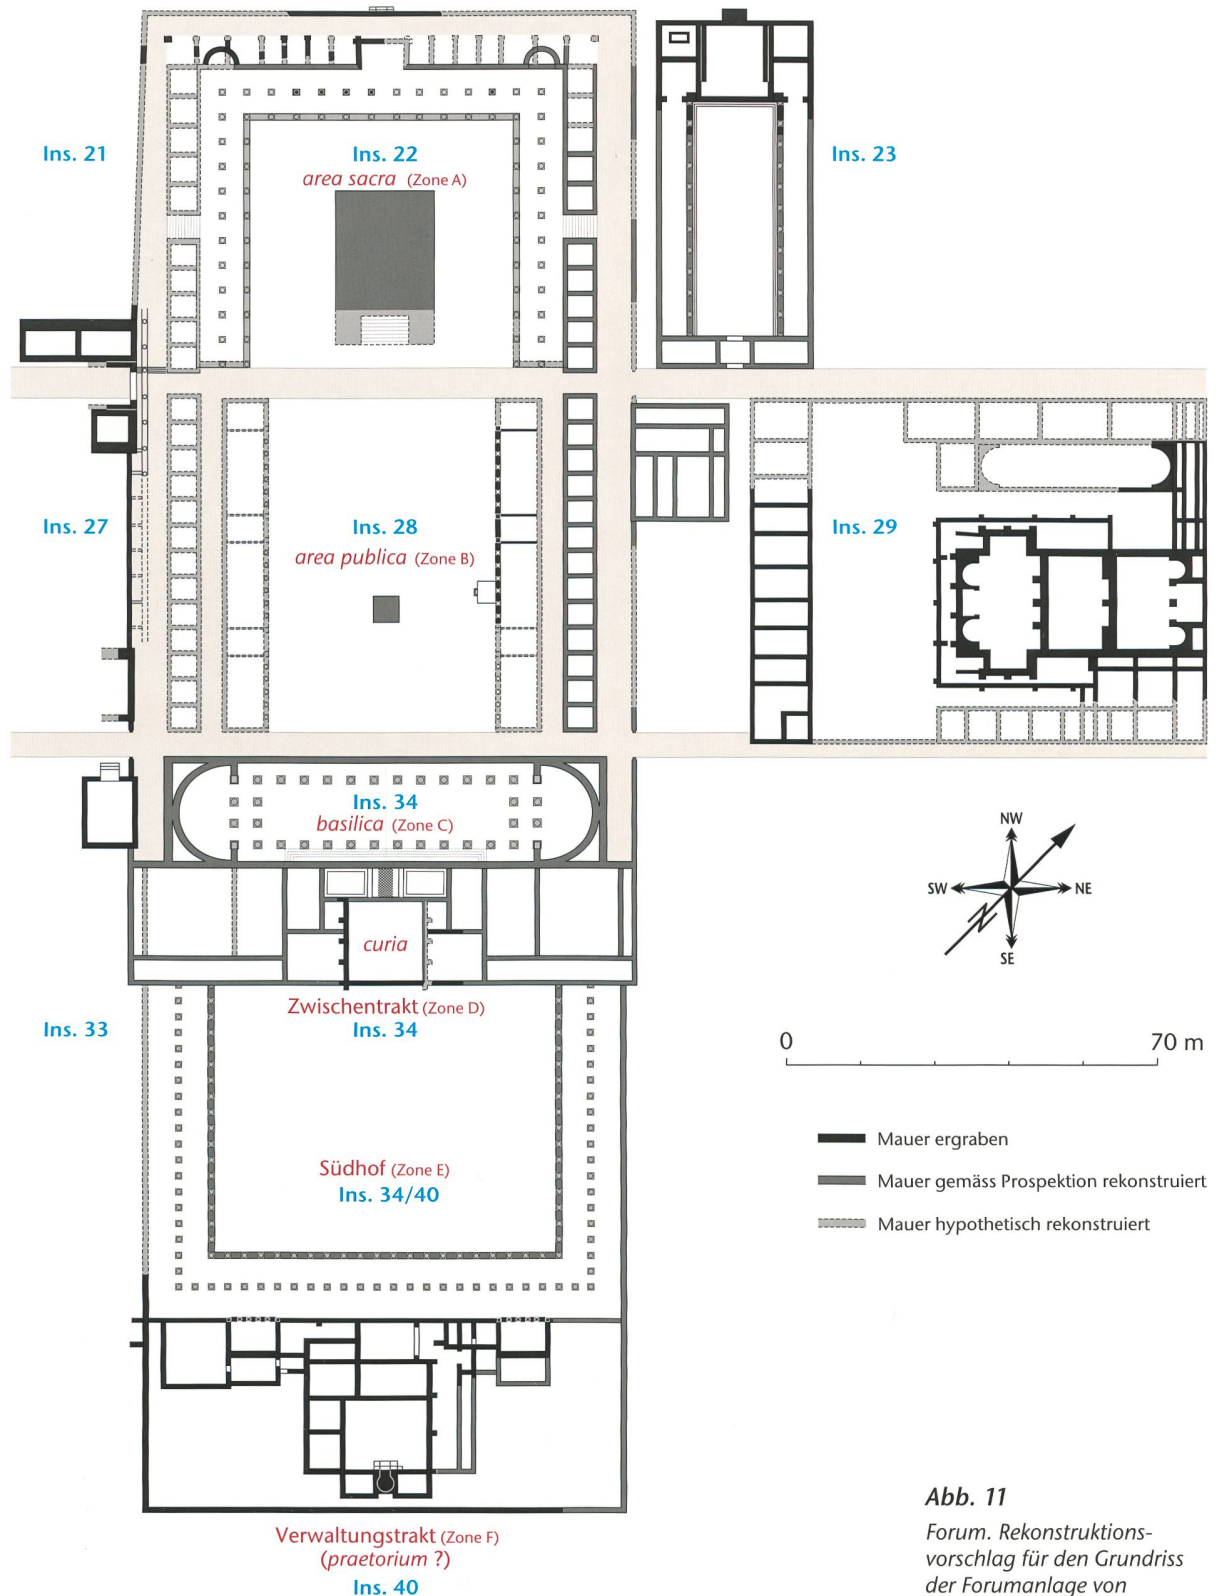 Ins. 21
Ins. 22
area sacra (Zone A)
Ins. 23
Ins. 27
Ins. 28
area publica (Zone B)
Ins. 29
Ins. 34
basilica (Zone C)
NW
SW
NE
SE
curia
Zwischentrakt (Zone D)
Ins. 33
Ins. 34
0
70 m
Mauer ergraben
Südhof (Zone E)
Mauer gemäss Prospektion rekonstruiert
Ins. 34/40
Mauer hypothetisch rekonstruiert
Abb. 11
Forum. Rekonstruktions-
vorschlag für den Grundriss
der Forumanlage von
Verwaltungstrakt (Zone F)
(praetorium ?)
Ins. 40